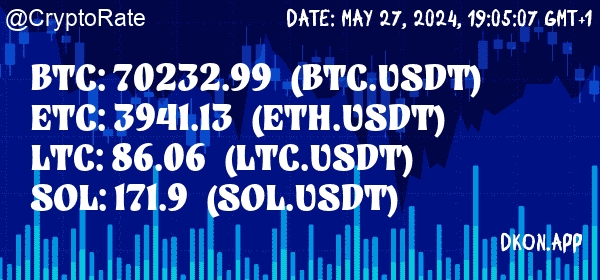 @CryptoRate
DATE: MAY 27, 2024, 19:05:07 GMT+1
BTC: 70232.99 (BTC.USDT)
ETC: 3941.13 (ETH.USDT)
LTC: 86.06 (LTC.USDT)
SOL: 171.9 (SOL.USDT)
DKON.APP